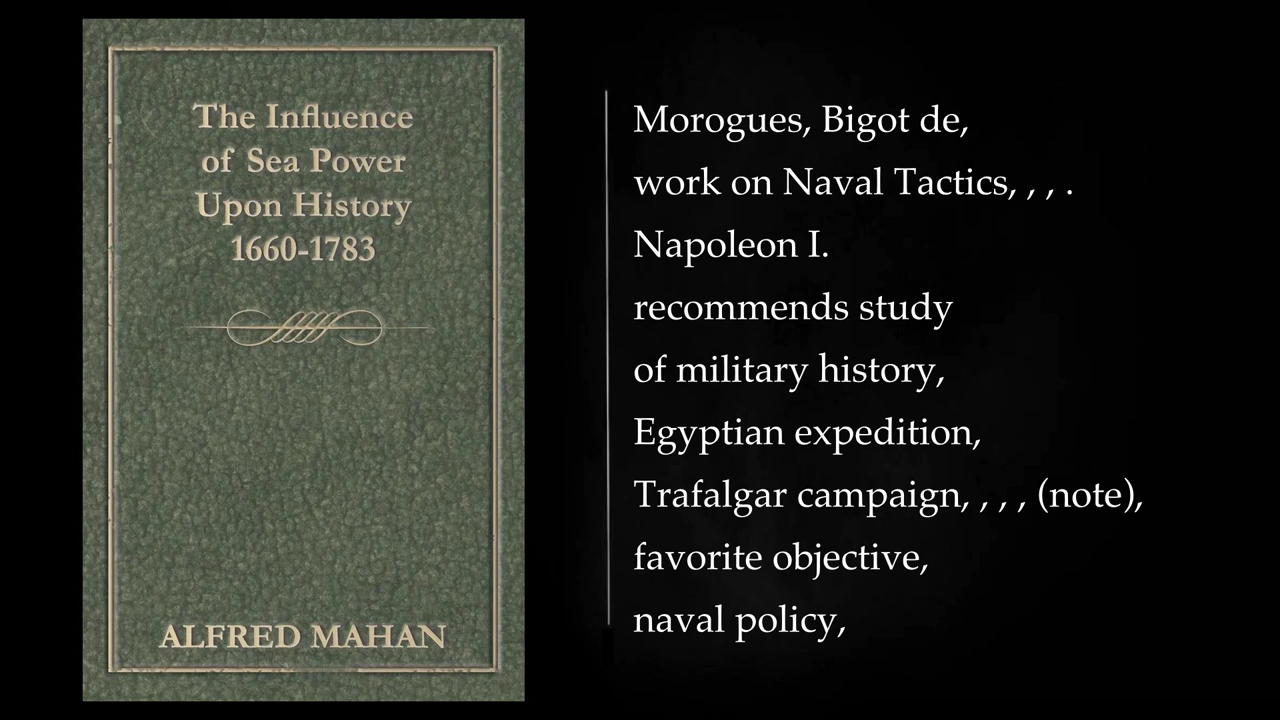 The Influence
of Sea Power
Upon History
1660-1783
ALFRED MAHAN
Morogues, Bigot de,
work on Naval Tactics, , , .
Napoleon I.
recommends study
of military history,
Egyptian expedition,
Trafalgar campaign, , , , (note),
favorite objective,
naval policy,